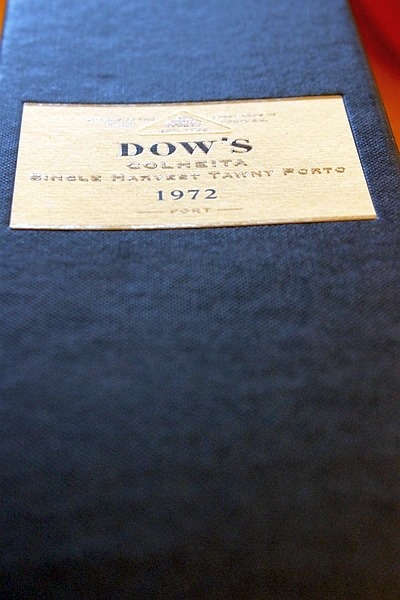 DOW'S
COLHEITA
SINGLE HARVEST TAWNY PORTO
1972
PORT